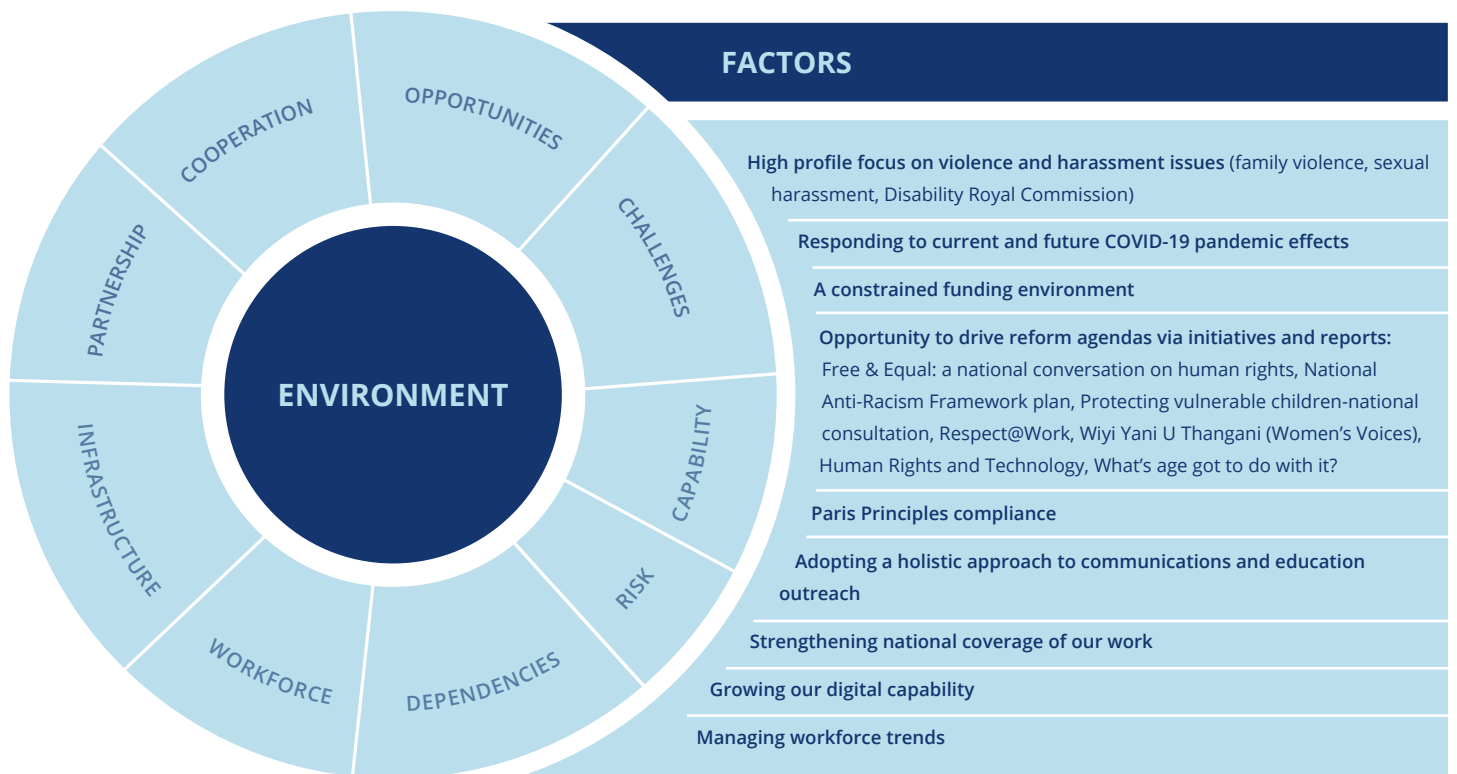 OPPORTUNITIES
CHALLENGES
CAPABILITY
RISK
DEPENDENCIES
WORKFORCE
INFRASTRUCTURE
PARTNERSHIP
COOPERATION
ENVIRONMENT
FACTORS
High profile focus on violence and harassment issues (family violence, sexual
harassment, Disability Royal Commission)
Responding to current and future COVID-19 pandemic effects
A constrained funding environment
Opportunity to drive reform agendas via initiatives and reports:
Free & Equal: a national conversation on human rights, National
Anti-Racism Framework plan, Protecting vulnerable children-national
consultation, Respect@Work, Wiyi Yani U Thangani (Women’s Voices),
Human Rights and Technology, What’s age got to do with it?
Paris Principles compliance
Adopting a holistic approach to communications and education
outreach
Strengthening national coverage of our work
Growing our digital capability
Managing workforce trends